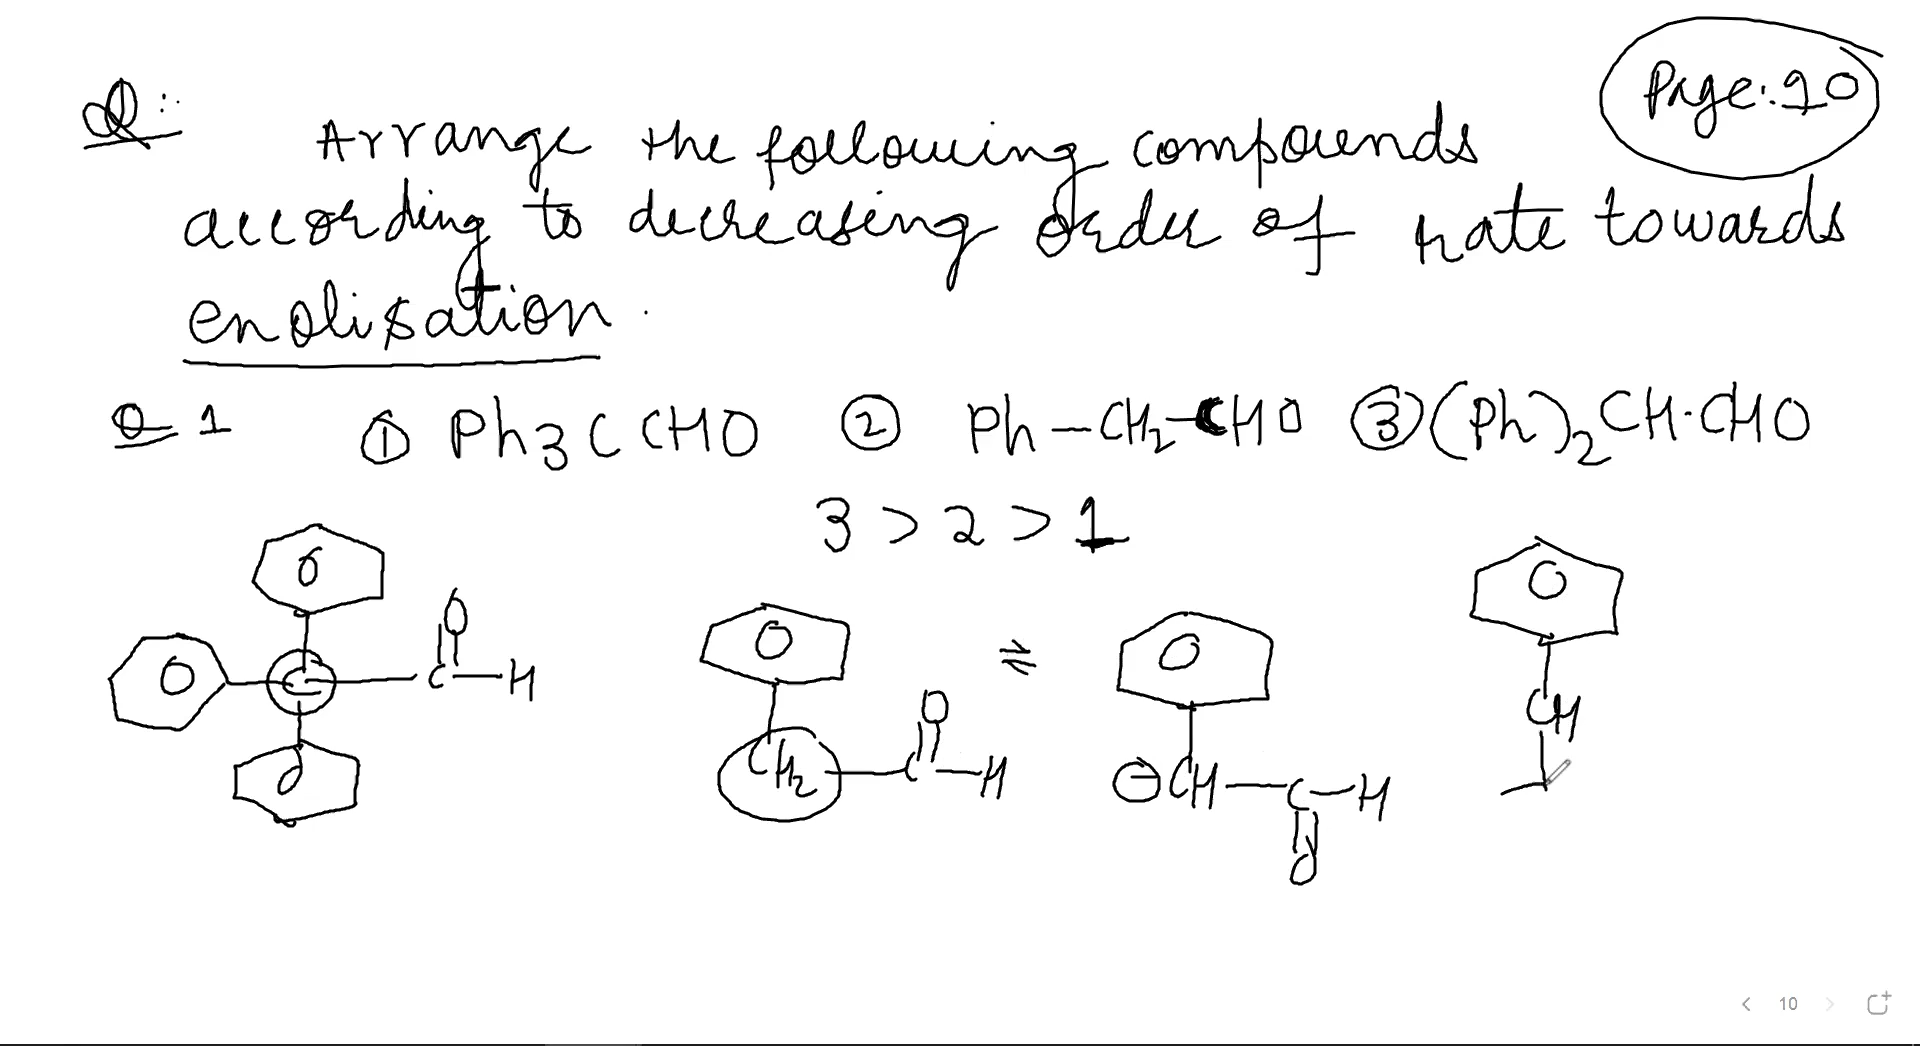 Page: 10
Q:
Arrange the following compounds
according to decreasing order of rate towards
enolisation.
Q 1 ① Ph3CCHO ② Ph–CH2–CHO ③ (Ph)2CH·CHO
3 > 2 > 1
O
O
O
O
O
O
O C C–H
O
⇌
CH
O
CH2 C–H
⊖CH–C–H
O
O
10